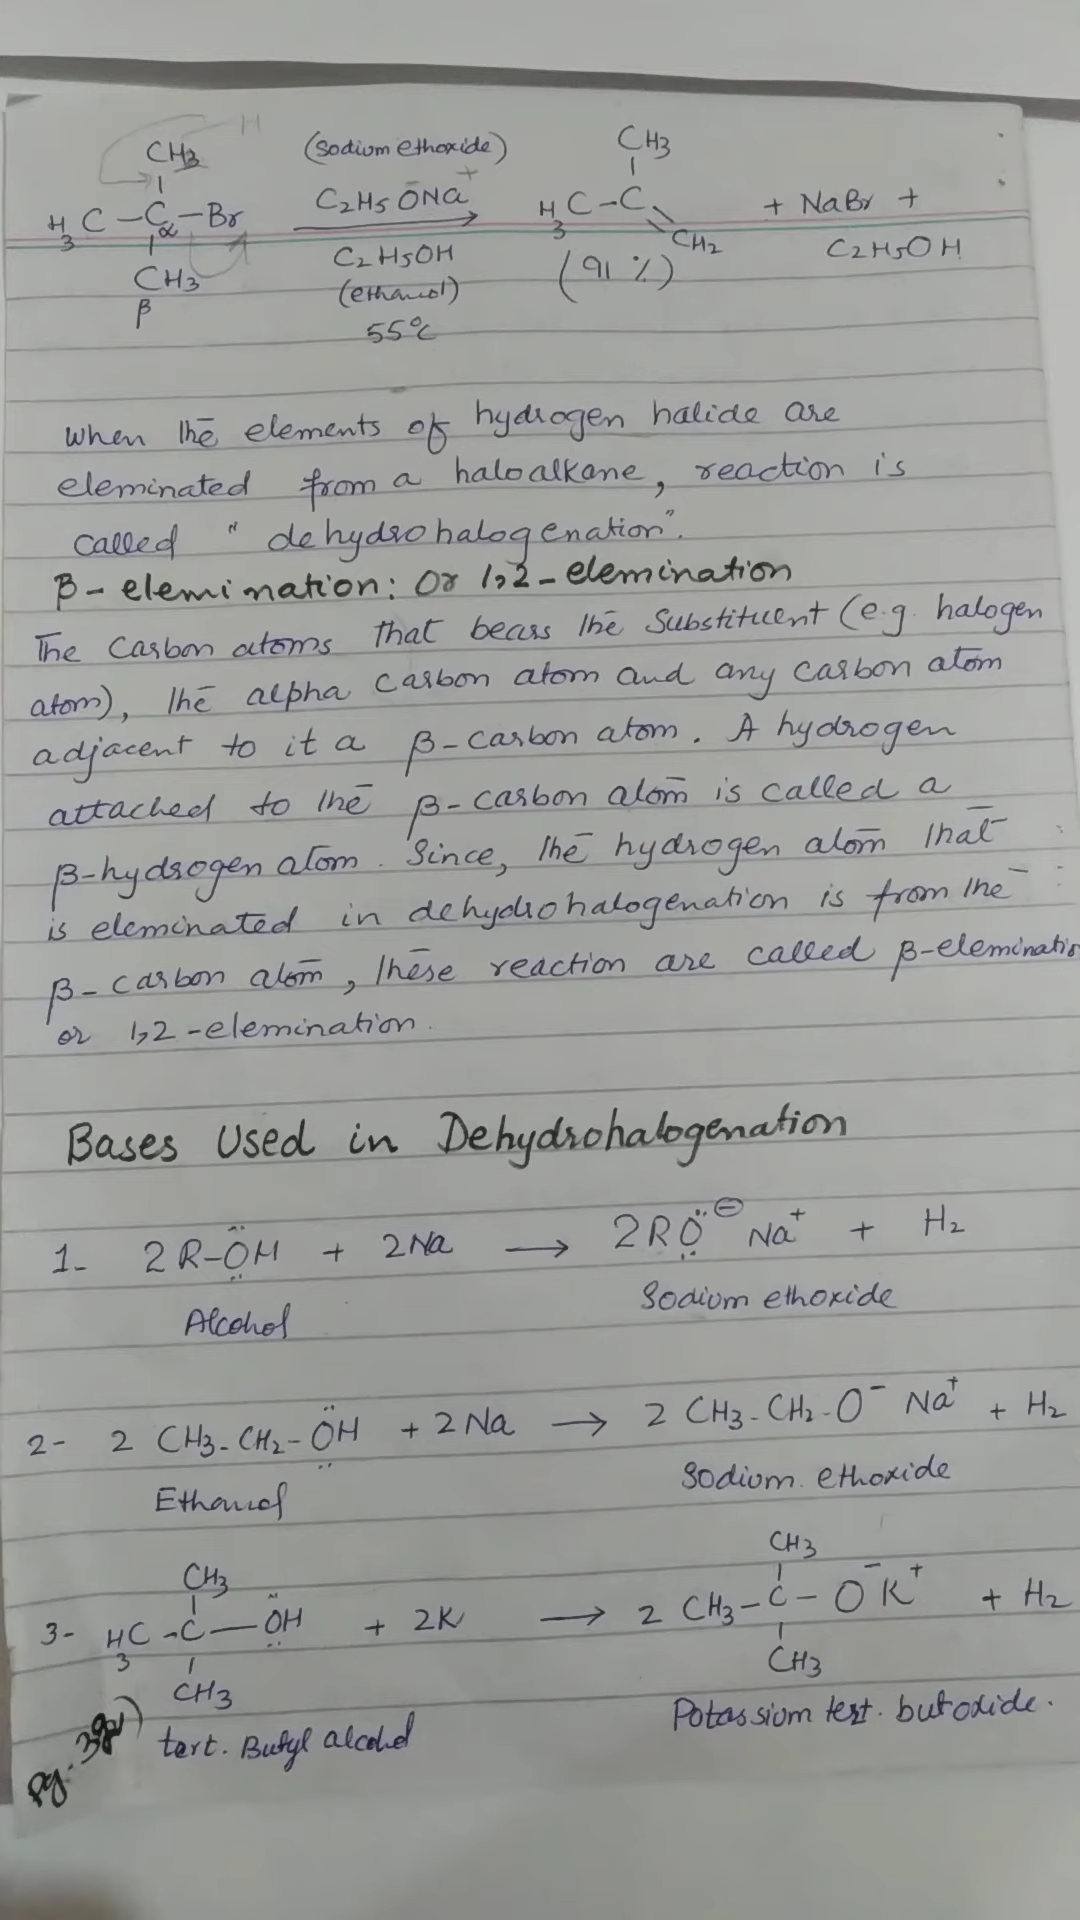 H
CH3 (Sodium ethoxide) CH3
H3C-Cα-Br C2H5ŌNa+ H3C-C + NaBr +
C2H5OH CH2 C2H5OH
CH3 (ethanol) (91 %)
β 55°C
When the elements of hydrogen halide are
eleminated from a haloalkane, reaction is
called "dehydrohalogenation".
β-elemination: Or 1,2-elemination
The Carbon atoms that bears the Substituent (e.g. halogen
atom), the alpha carbon atom and any carbon atom
adjacent to it a β-carbon atom. A hydrogen
attached to the β-carbon atom is called a
β-hydrogen atom. Since, the hydrogen atom that
is eleminated in dehydrohalogenation is from the
β-carbon atom, these reaction are called β-eleminatio
or 1,2-elemination.
Bases Used in Dehydrohalogenation
1- 2 R-ÖH + 2Na → 2RÖ⊖ Na+ + H2
Alcohol Sodium ethoxide
2- 2 CH3-CH2-ÖH + 2 Na → 2 CH3-CH2-O- Na+ + H2
Ethanol Sodium ethoxide
CH3 CH3
3- H3C-C-ÖH + 2K → 2 CH3-C-O-K+ + H2
CH3 CH3
tert. Butyl alcohol Potassium tert. butoxide.
Pg.